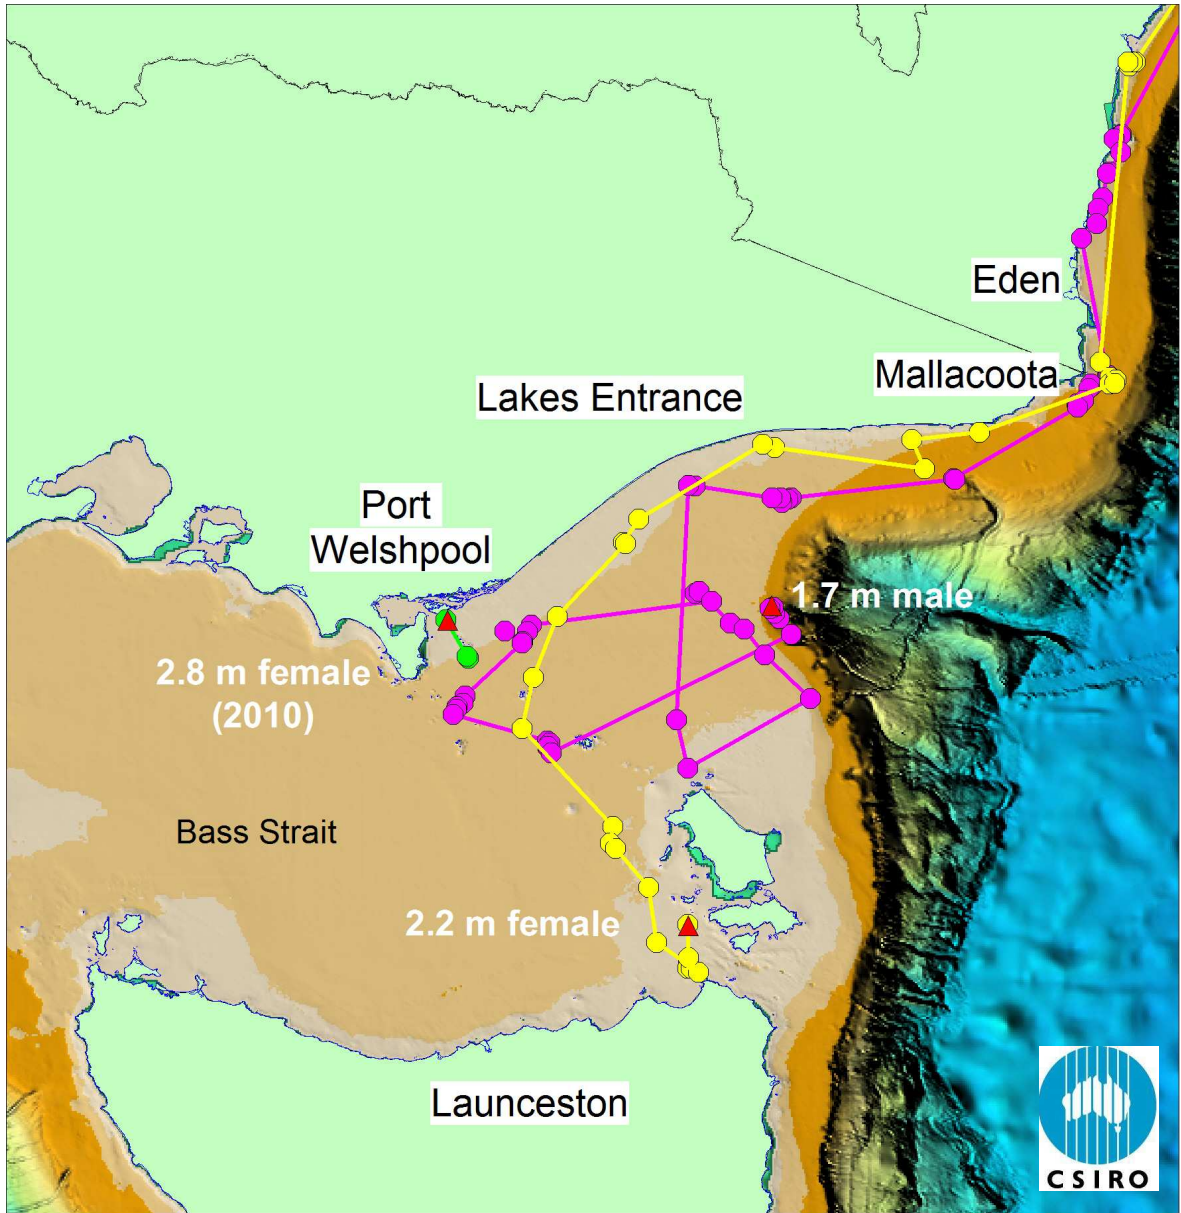 Eden
Mallacoota
Lakes Entrance
Port
Welshpool
1.7 m male
2.8 m female
(2010)
Bass Strait
2.2 m female
Launceston
CSIRO